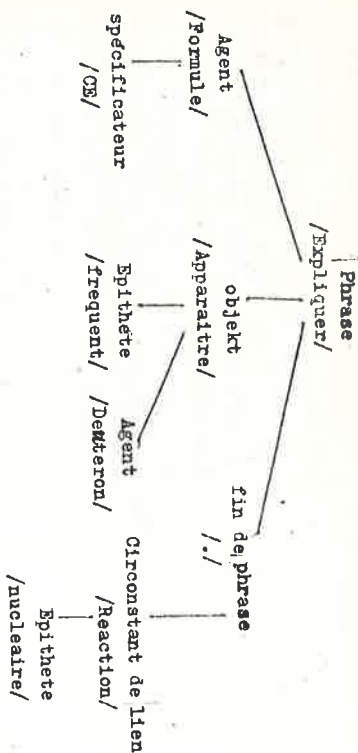 Phrase
/Expliquer/
Agent
/Formule/
objekt
/Apparaitre/
fin de phrase
/./
spécificateur
/CE/
Epithete
/frequent/
Agent
/Deuteron/
Circonstant de lien
/Reaction/
Epithete
/nucleaire/